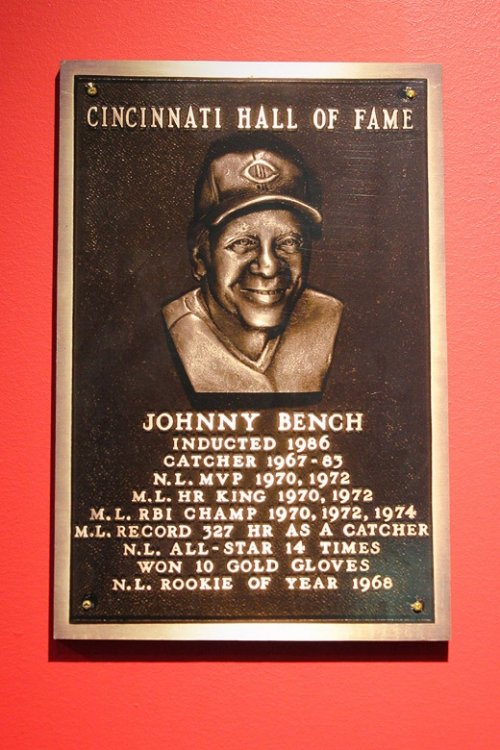 CINCINNATI HALL OF FAME
JOHNNY BENCH
INDUCTED 1986
CATCHER 1967-83
N.L. MVP 1970, 1972
M.L. HR KING 1970, 1972
M.L. RBI CHAMP 1970, 1972, 1974
M.L. RECORD 327 HR AS A CATCHER
N.L. ALL-STAR 14 TIMES
WON 10 GOLD GLOVES
N.L. ROOKIE OF YEAR 1968